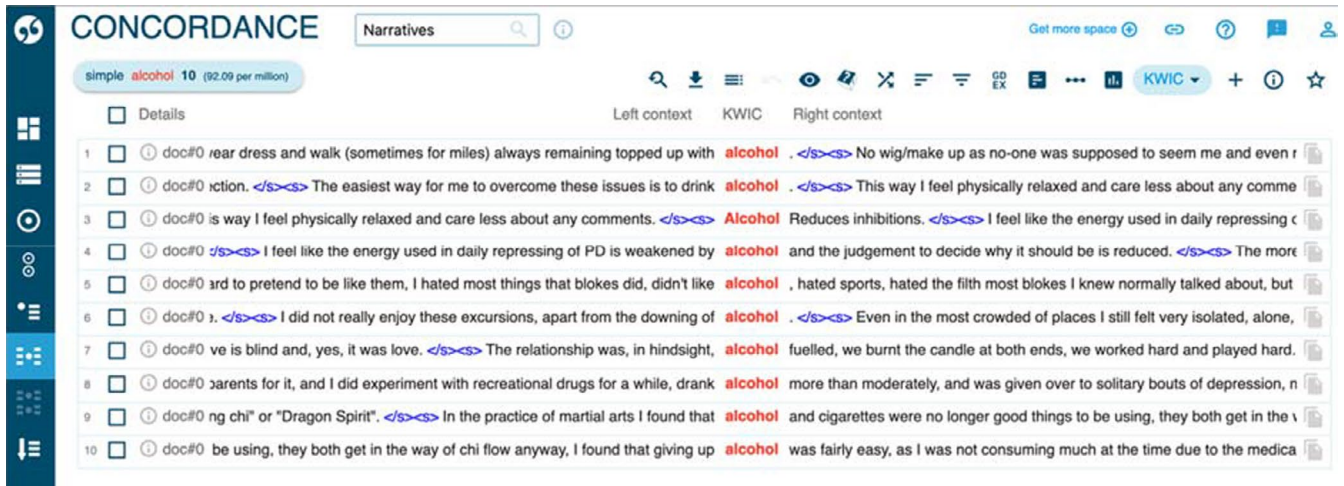 CONCORDANCE Narratives Get more space
simple alcohol 10 (92.09 per million) GD EX KWIC
Details Left context KWIC Right context
1 doc#0 wear dress and walk (sometimes for miles) always remaining topped up with alcohol . </s><s> No wig/make up as no-one was supposed to seem me and even
2 doc#0 </s><s> The easiest way for me to overcome these issues is to drink alcohol . </s><s> This way I feel physically relaxed and care less about any comme
3 doc#0 is way I feel physically relaxed and care less about any comments. </s><s> Alcohol Reduces inhibitions. </s><s> I feel like the energy used in daily repressing
4 doc#0 </s><s> I feel like the energy used in daily repressing of PD is weakened by alcohol and the judgement to decide why it should be is reduced. </s><s> The more
5 doc#0 ard to pretend to be like them, I hated most things that blokes did, didn't like alcohol , hated sports, hated the filth most blokes I knew normally talked about, but
6 doc#0 </s><s> I did not really enjoy these excursions, apart from the downing of alcohol . </s><s> Even in the most crowded of places I still felt very isolated, alone,
7 doc#0 ve is blind and, yes, it was love. </s><s> The relationship was, in hindsight, alcohol fuelled, we burnt the candle at both ends, we worked hard and played hard.
8 doc#0 parents for it, and I did experiment with recreational drugs for a while, drank alcohol more than moderately, and was given over to solitary bouts of depression,
9 doc#0 ng chi" or "Dragon Spirit". </s><s> In the practice of martial arts I found that alcohol and cigarettes were no longer good things to be using, they both get in the
10 doc#0 be using, they both get in the way of chi flow anyway, I found that giving up alcohol was fairly easy, as I was not consuming much at the time due to the medica